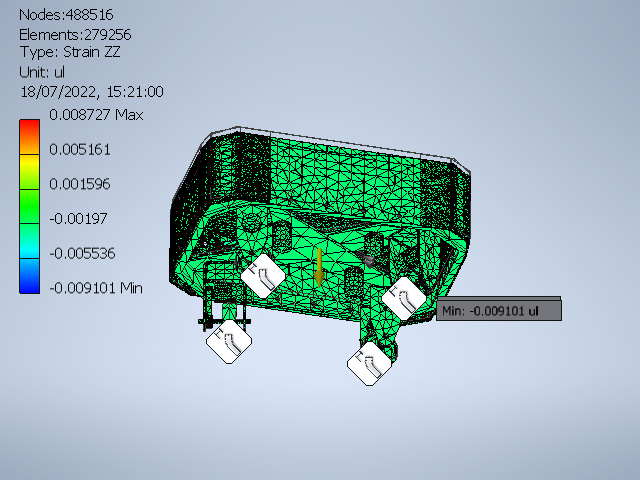 Nodes:488516
Elements:279256
Type: Strain ZZ
Unit: ul
18/07/2022, 15:21:00
0.008727 Max
0.005161
0.001596
-0.00197
-0.005536
-0.009101 Min
Min: -0.009101 ul